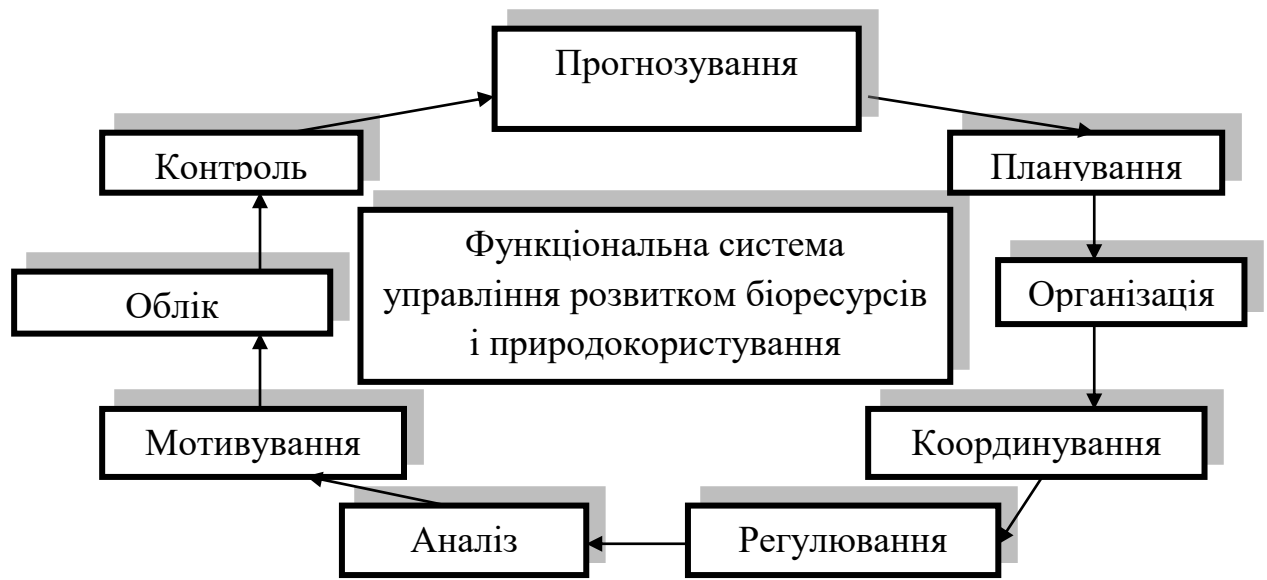 Прогнозування
Контроль
Планування
Функціональна система
управління розвитком біоресурсів
і природокористування
Облік
Організація
Мотивування
Координування
Аналіз
Регулювання